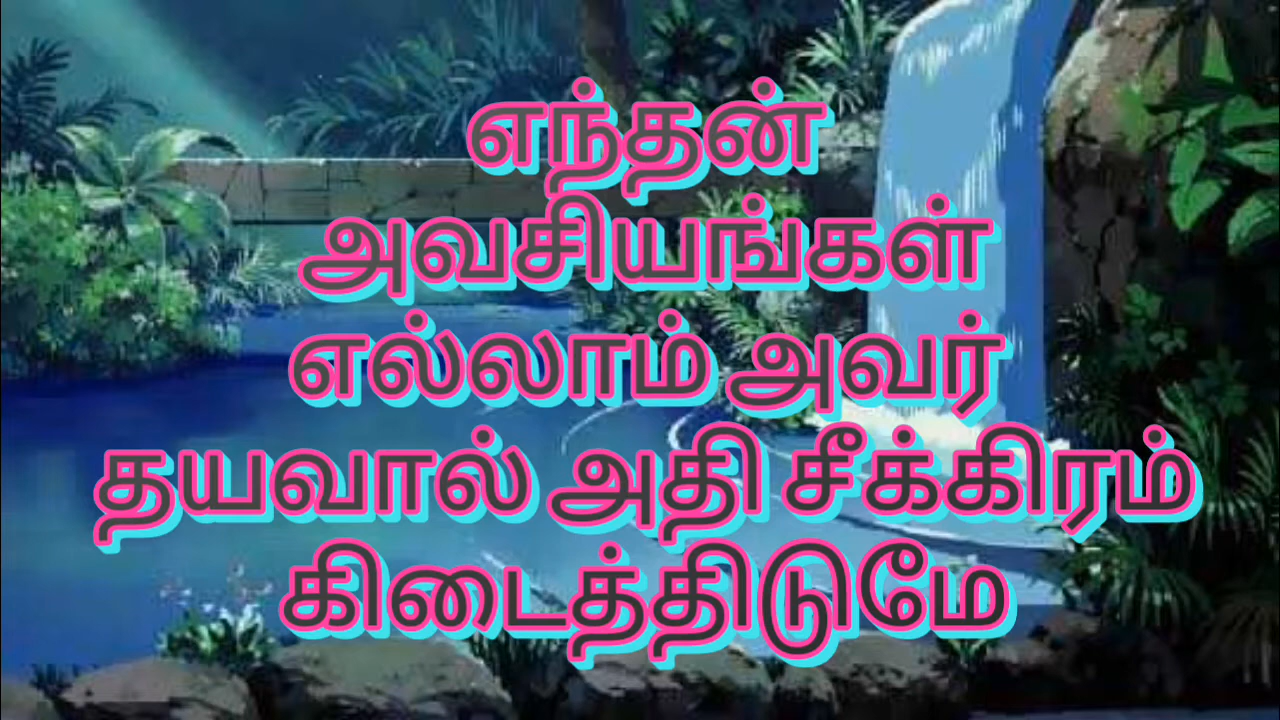 எந்தன்
அவசியங்கள்
எல்லாம் அவர்
தயவால் அதி சீக்கிரம்
கிடைத்திடுமே